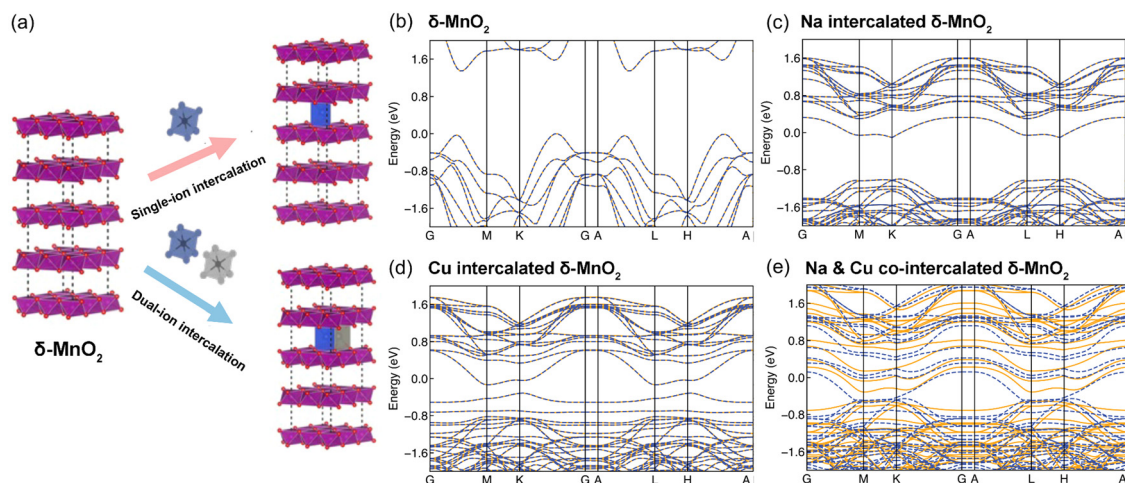 (a)
Single-ion intercalation
Dual-ion intercalation
δ-MnO₂
(b) δ-MnO₂
Energy (eV)
1.6
0.8
0.0
−0.8
−1.6
G M K G A L H A
(c) Na intercalated δ-MnO₂
Energy (eV)
1.6
0.8
0.0
−0.8
−1.6
G M K G A L H A
(d) Cu intercalated δ-MnO₂
Energy (eV)
1.6
0.8
0.0
−0.8
−1.6
G M K G A L H A
(e) Na & Cu co-intercalated δ-MnO₂
Energy (eV)
1.6
0.8
0.0
−0.8
−1.6
G M K G A L H A